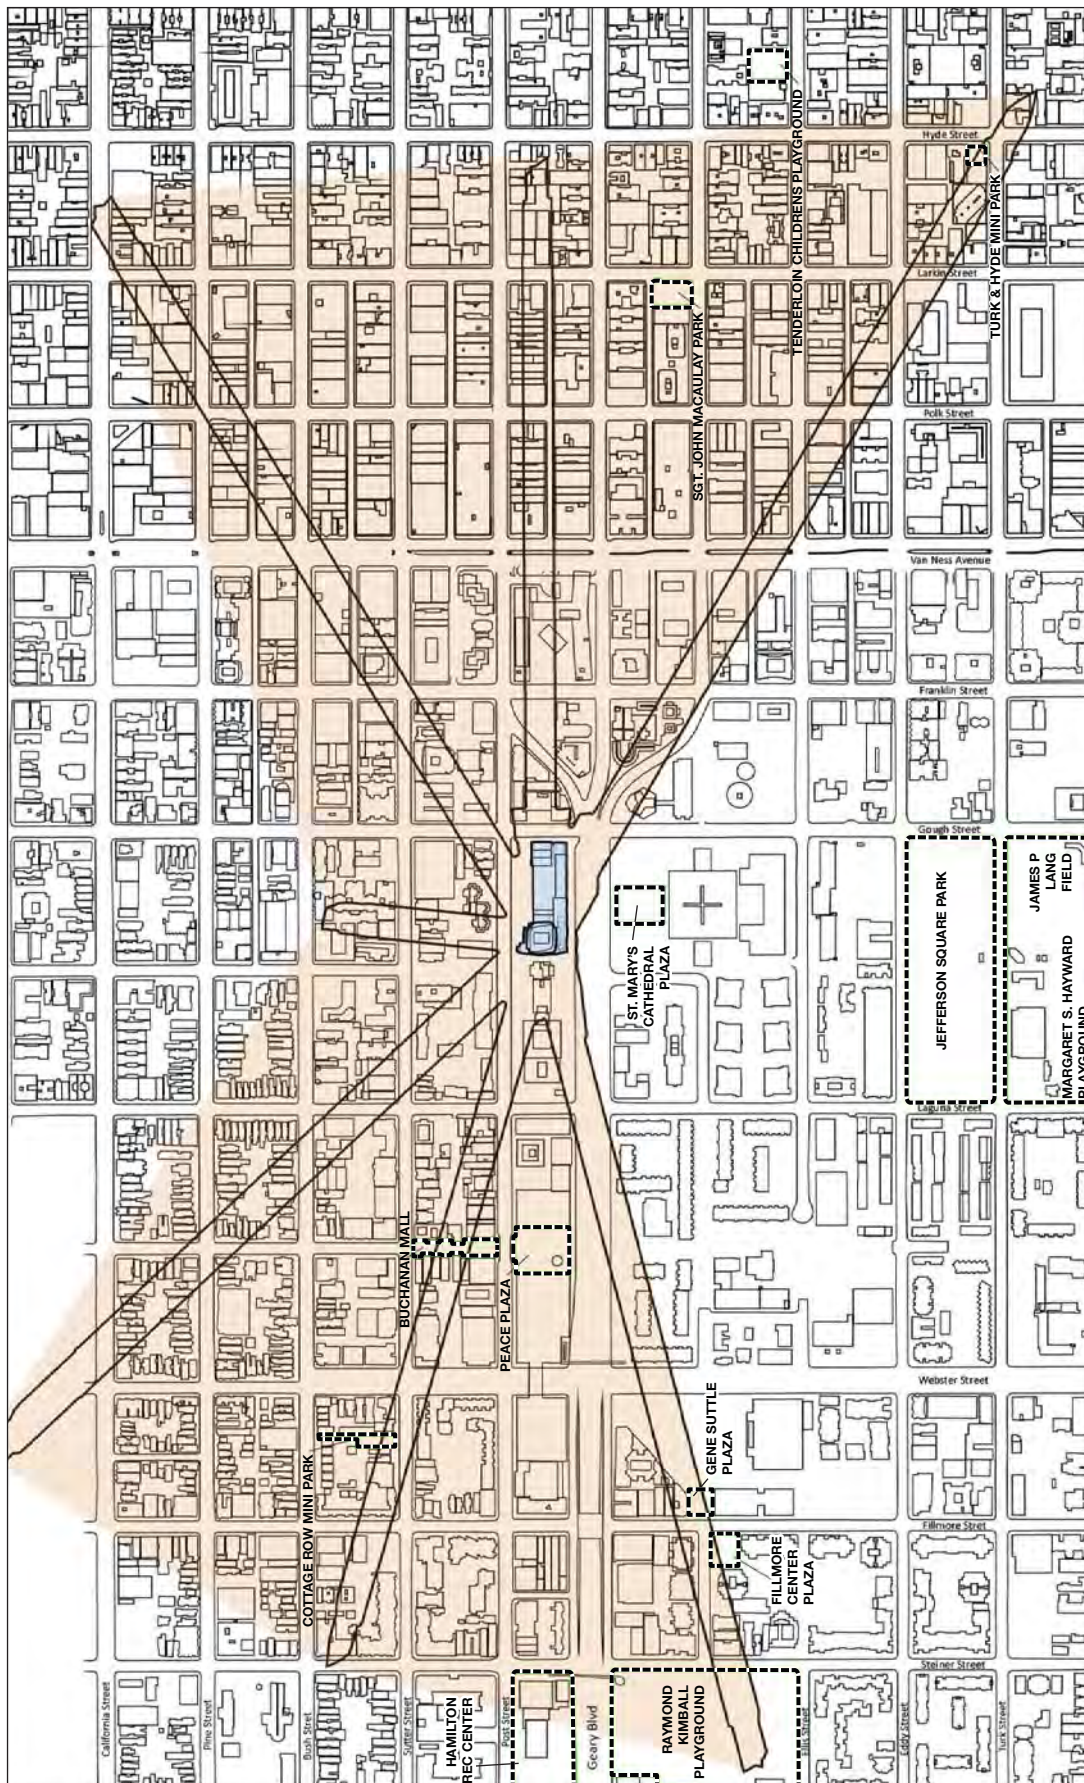 Hyde Street
TENDERLOIN CHILDRENS PLAYGROUND
TURK & HYDE MINI PARK
Larkin Street
SGT. JOHN MACAULAY PARK
Polk Street
Van Ness Avenue
Franklin Street
Gough Street
JAMES P
LANG
FIELD
JEFFERSON SQUARE PARK
ST. MARY'S
CATHEDRAL
PLAZA
MARGARET S. HAYWARD
PLAYGROUND
Laguna Street
BUCHANAN MALL
PEACE PLAZA
Webster Street
GENE SUTTLE
PLAZA
COTTAGE ROW MINI PARK
Fillmore Stret
FILLMORE
CENTER
PLAZA
Steiner Street
California Street
Pine Street
Bush Stret
Sutter Street
HAMILTON
REC CENTER
Post Street
Geary Blvd
RAYMOND
KIMBALL
PLAYGROUND
Ellis Street
Eddy Street
Turk Street